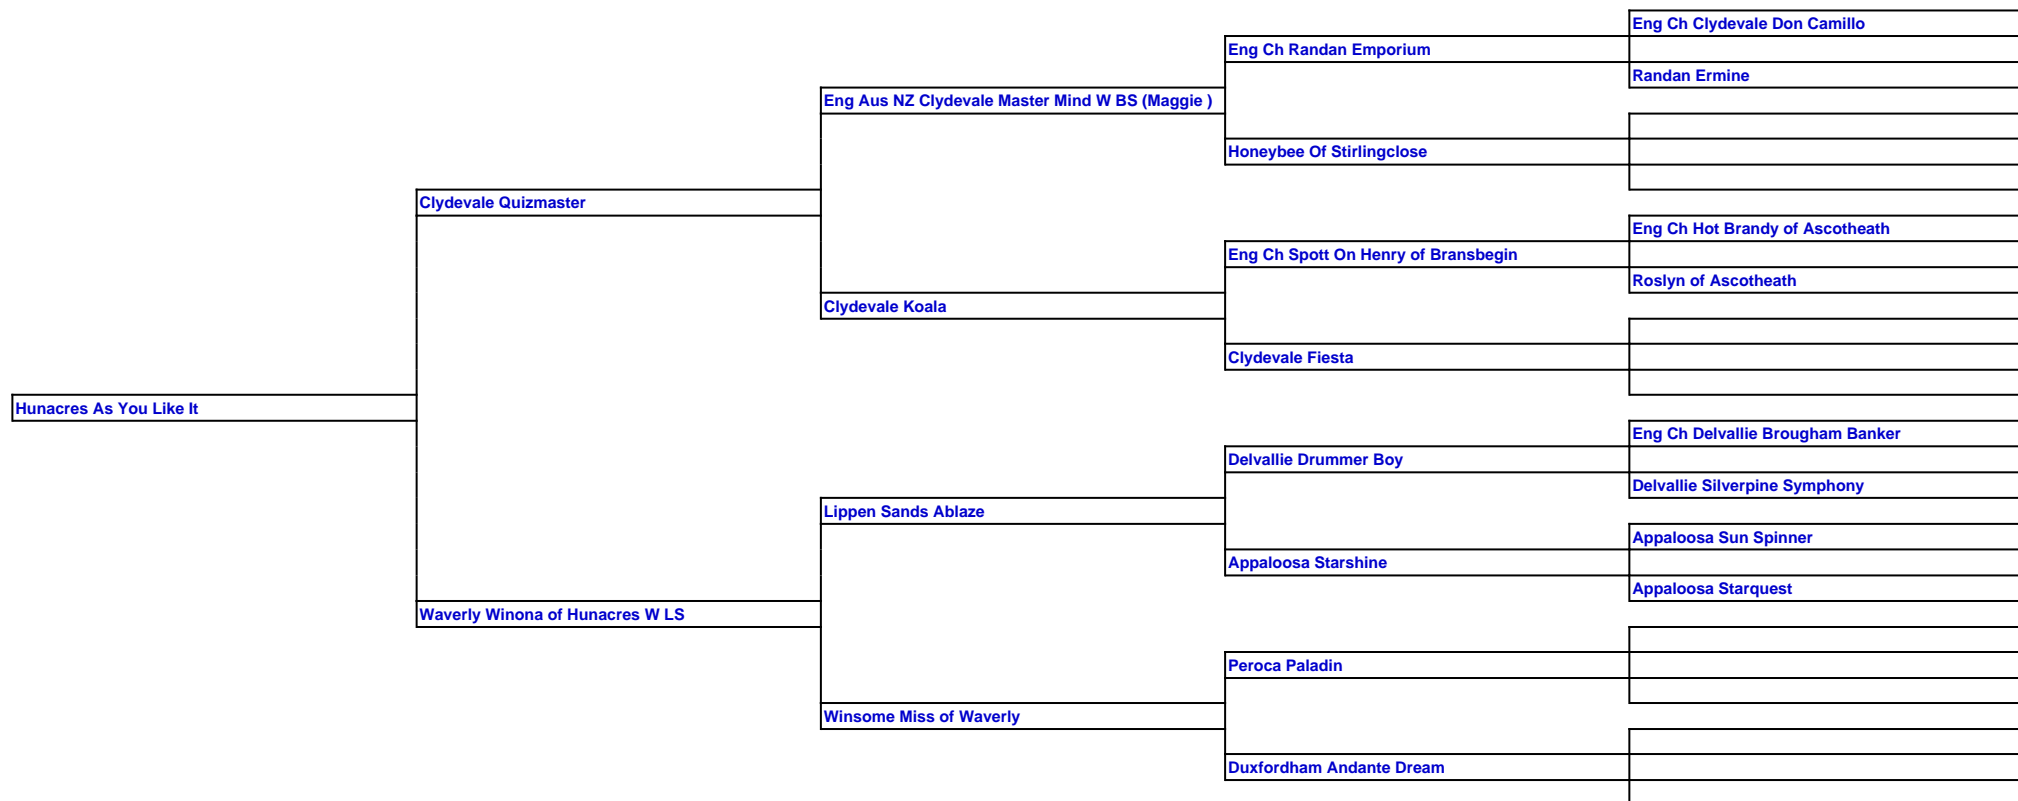 Eng Ch Clydevale Don Camillo
Eng Ch Randan Emporium
Randan Ermine
Eng Aus NZ Clydevale Master Mind W BS (Maggie )
Honeybee Of Stirlingclose
Clydevale Quizmaster
Eng Ch Hot Brandy of Ascotheath
Eng Ch Spott On Henry of Bransbegin
Roslyn of Ascotheath
Clydevale Koala
Clydevale Fiesta
Hunacres As You Like It
Eng Ch Delvallie Brougham Banker
Delvallie Drummer Boy
Delvallie Silverpine Symphony
Lippen Sands Ablaze
Appaloosa Sun Spinner
Appaloosa Starshine
Appaloosa Starquest
Waverly Winona of Hunacres W LS
Peroca Paladin
Winsome Miss of Waverly
Duxfordham Andante Dream